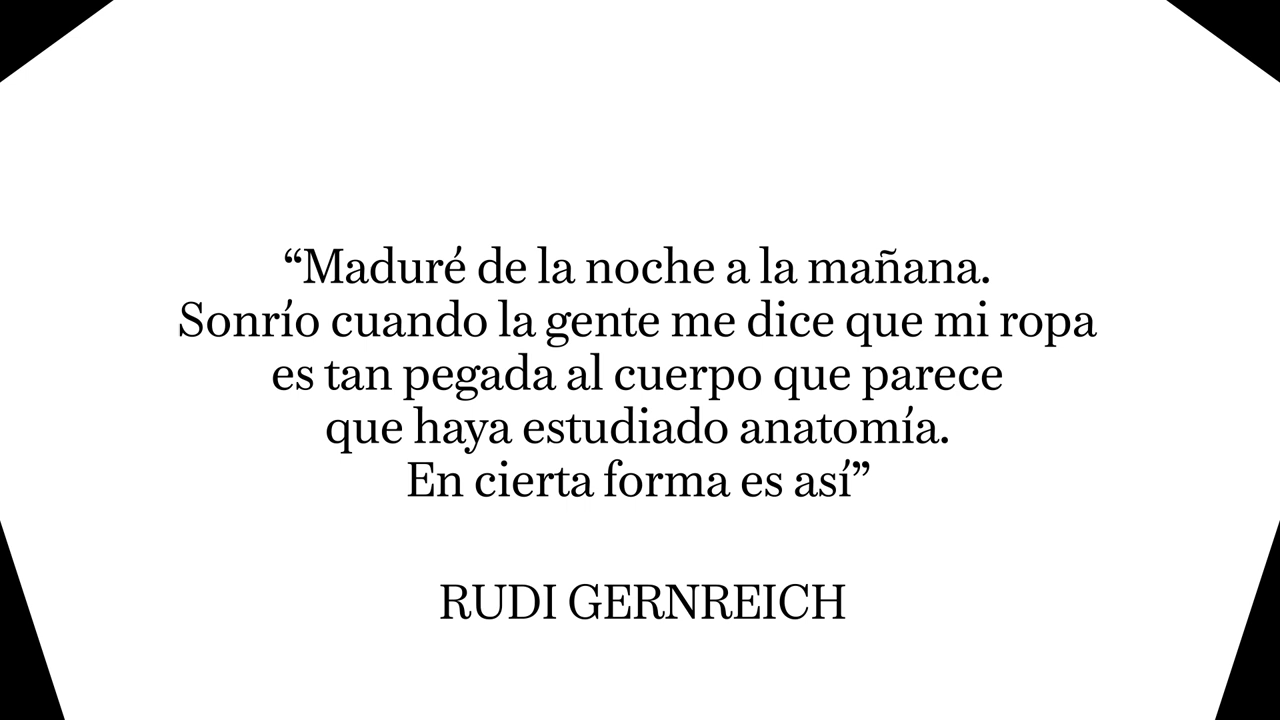 “Maduré de la noche a la mañana.
Sonrío cuando la gente me dice que mi ropa
es tan pegada al cuerpo que parece
que haya estudiado anatomía.
En cierta forma es así”
RUDI GERNREICH